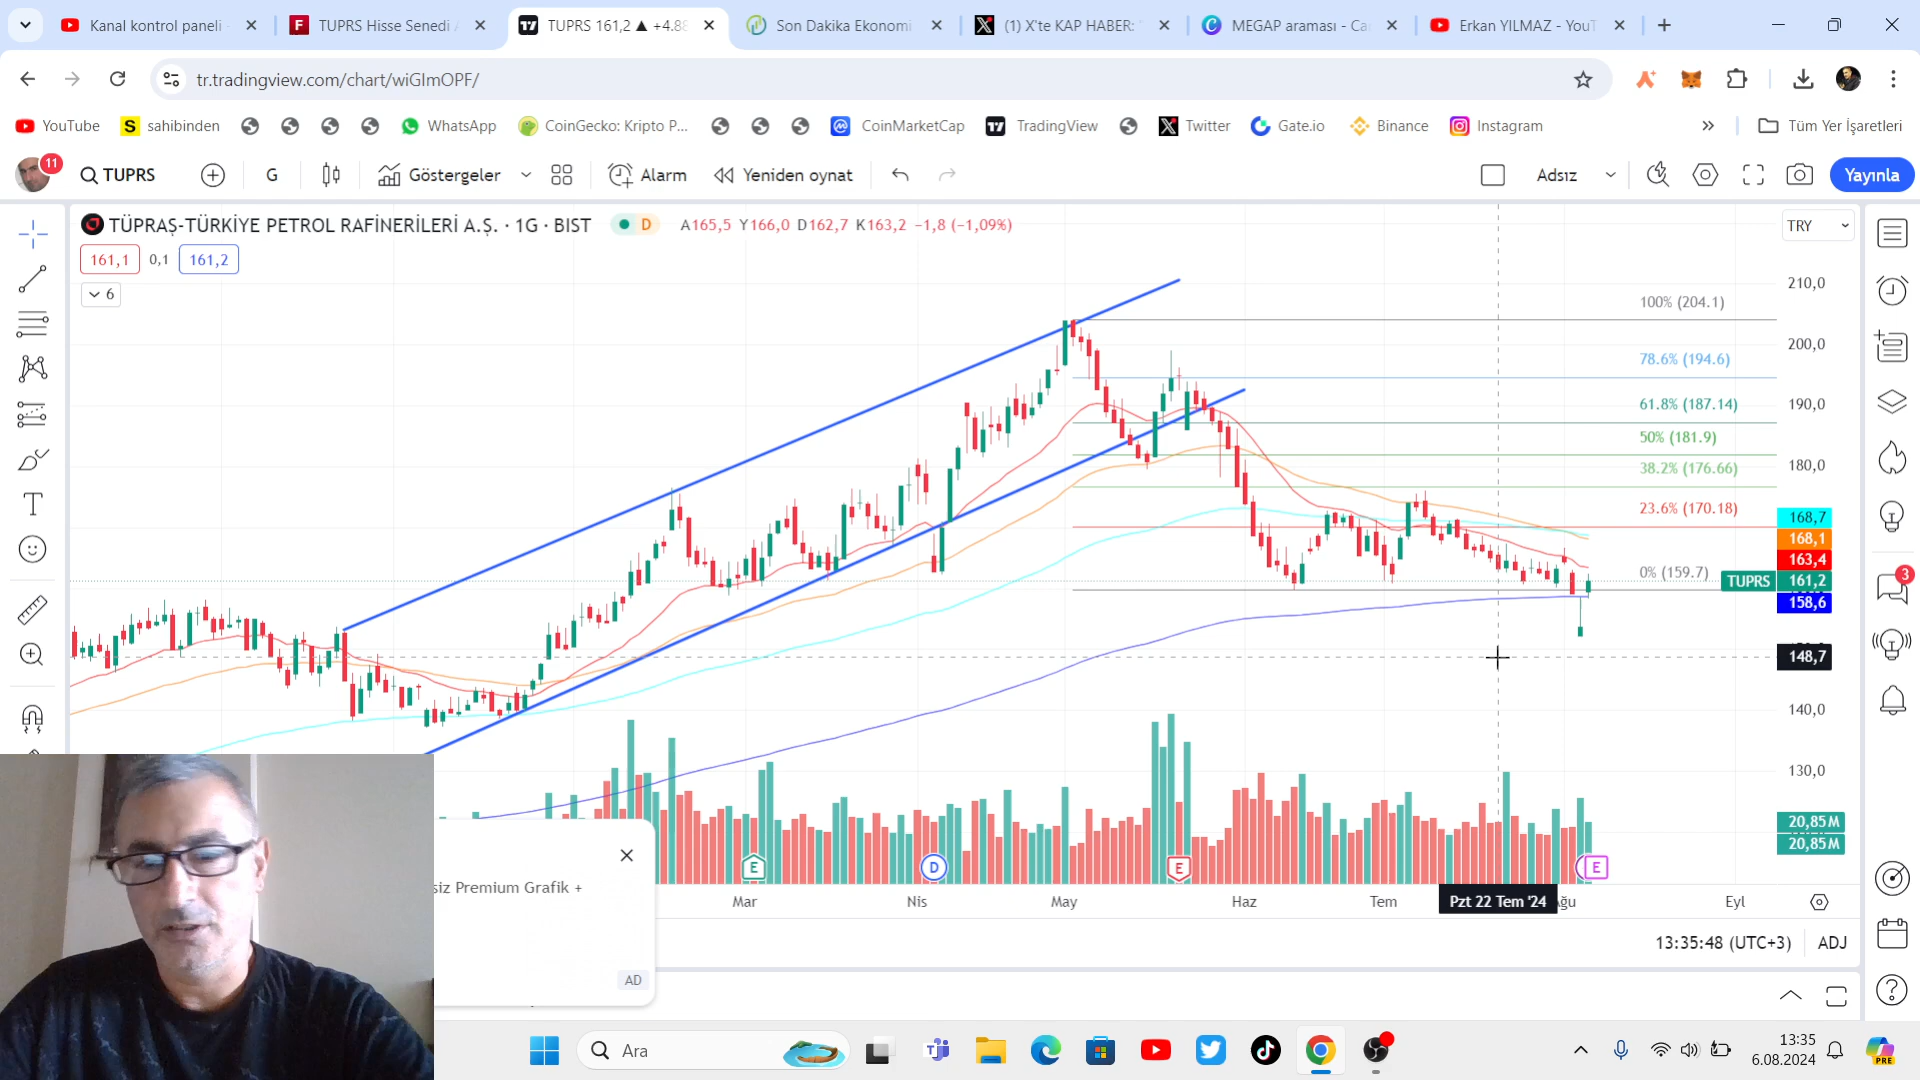 Kanal kontrol paneli
TUPRS Hisse Senedi
TUPRS 161,2 ▲ +4.88
Son Dakika Ekonomi
(1) X'te KAP HABER: "
MEGAP araması - Ca
Erkan YILMAZ - YouT
tr.tradingview.com/chart/wiGImOPF/
YouTube
sahibinden
WhatsApp
CoinGecko: Kripto P...
CoinMarketCap
TradingView
Twitter
Gate.io
Binance
Instagram
Tüm Yer İşaretleri
11
TUPRS
G
Göstergeler
Alarm
Yeniden oynat
Adsız
Yayınla
TÜPRAŞ-TÜRKİYE PETROL RAFİNERİLERİ A.Ş. · 1G · BIST
D
A165,5 Y166,0 D162,7 K163,2 −1,8 (−1,09%)
TRY
161,1
0,1
161,2
6
210,0
100% (204.1)
200,0
78.6% (194.6)
61.8% (187.14)
190,0
50% (181.9)
38.2% (176.66)
180,0
23.6% (170.18)
168,7
168,1
163,4
0% (159.7)
TUPRS
161,2
158,6
148,7
140,0
130,0
20,85M
20,85M
E
D
E
E
3
Mar
Nis
May
Haz
Tem
Pzt 22 Tem '24
Eyl
siz Premium Grafik +
AD
13:35:48 (UTC+3)
ADJ
Ara
13:35
6.08.2024
PRE